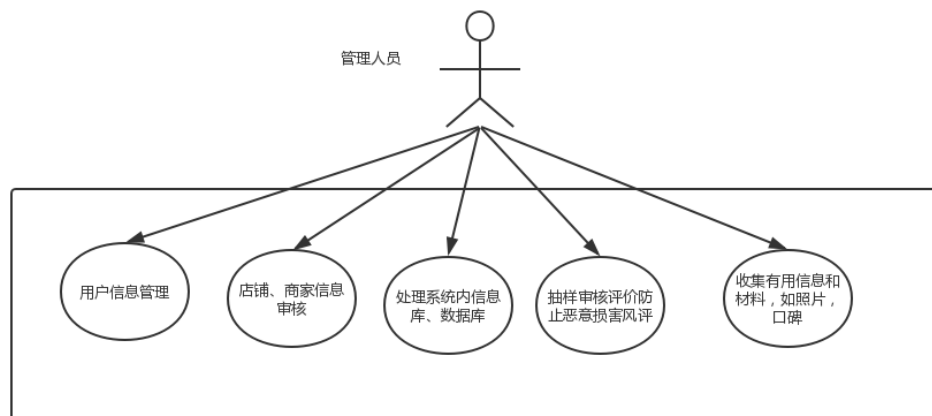 管理人员
用户信息管理
店铺、商家信息
审核
处理系统内信息
库、数据库
抽样审核评价防
止恶意损害风评
收集有用信息和
材料，如照片，
口碑